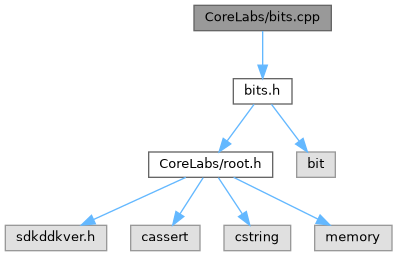 CoreLabs/bits.cpp
bits.h
CoreLabs/root.h
bit
sdkddkver.h
cassert
cstring
memory